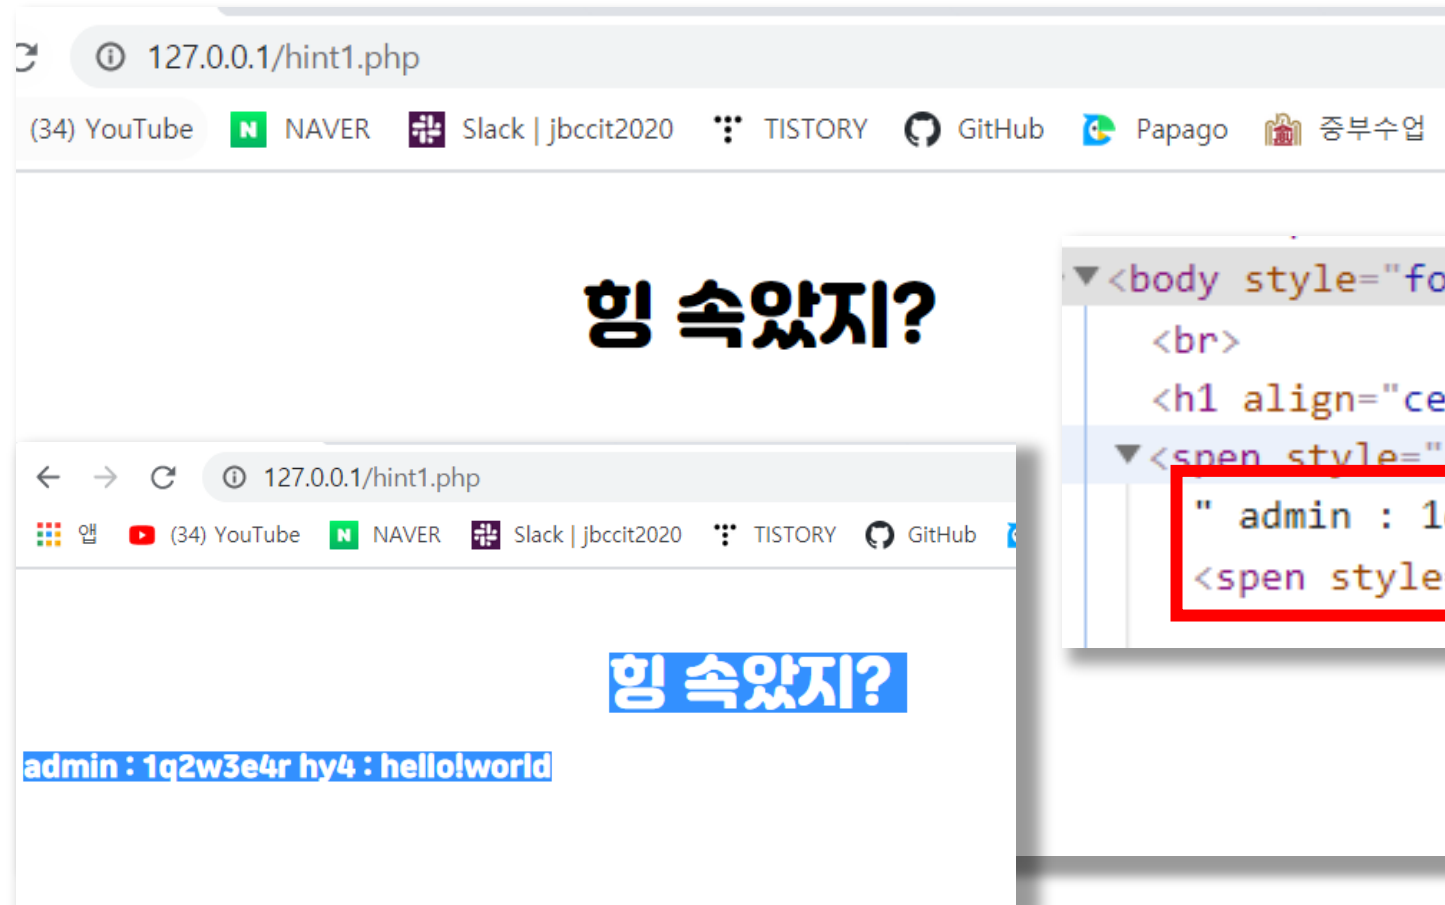 127.0.0.1/hint1.php
(34) YouTube NAVER Slack | jbccit2020 TISTORY GitHub Papago 중부수업
힝 속았지?
<body style="fo
<br>
<h1 align="ce
<spen style="
" admin : 1
<spen style
127.0.0.1/hint1.php
앱 (34) YouTube NAVER Slack | jbccit2020 TISTORY GitHub
힝 속았지?
admin : 1q2w3e4r hy4 : hello!world